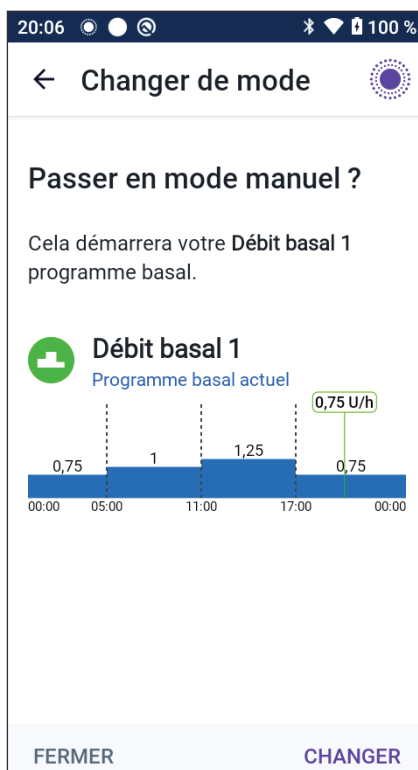 20:06 100 %
Changer de mode
Passer en mode manuel ?
Cela démarrera votre Débit basal 1
programme basal.
Débit basal 1
Programme basal actuel
0,75 U/h
0,75 1 1,25 0,75
00:00 05:00 11:00 17:00 00:00
FERMER CHANGER